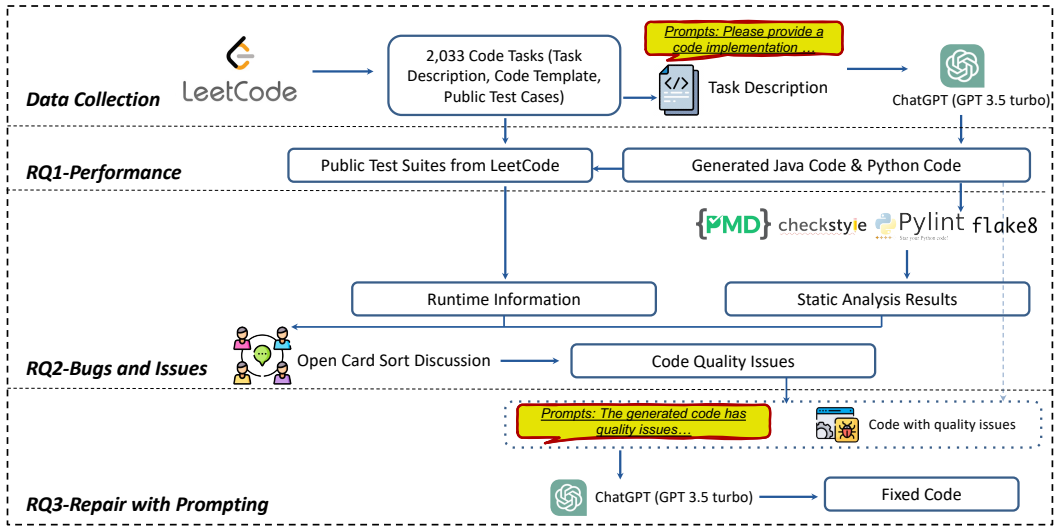 LeetCode
Data Collection
2,033 Code Tasks (Task
Description, Code Template,
Public Test Cases)
Prompts: Please provide a
code implementation ...
</>
Task Description
ChatGPT (GPT 3.5 turbo)
RQ1-Performance
Public Test Suites from LeetCode
Generated Java Code & Python Code
{PMD}
checkstyle
Pylint
Star your Python code!
flake8
Runtime Information
Static Analysis Results
RQ2-Bugs and Issues
Open Card Sort Discussion
Code Quality Issues
Prompts: The generated code has
quality issues...
Code with quality issues
RQ3-Repair with Prompting
ChatGPT (GPT 3.5 turbo)
Fixed Code